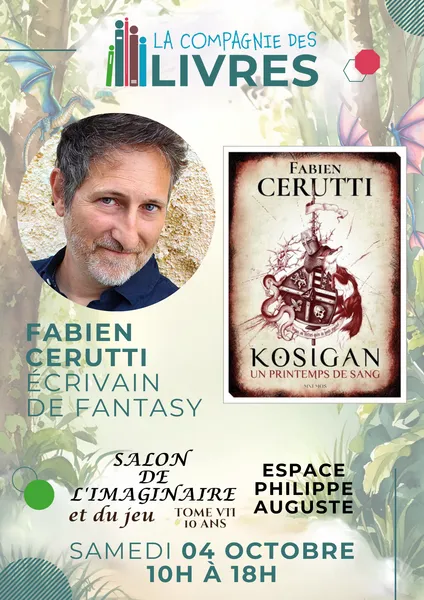 LA COMPAGNIE DES
LIVRES
FABIEN
CERUTTI
KOSIGAN
UN PRINTEMPS DE SANG
MNÉMOS
FABIEN
CERUTTI
ÉCRIVAIN
DE FANTASY
SALON
DE
L'IMAGINAIRE
et du jeu
TOME VII
10 ANS
ESPACE
PHILIPPE
AUGUSTE
SAMEDI 04 OCTOBRE
10H À 18H